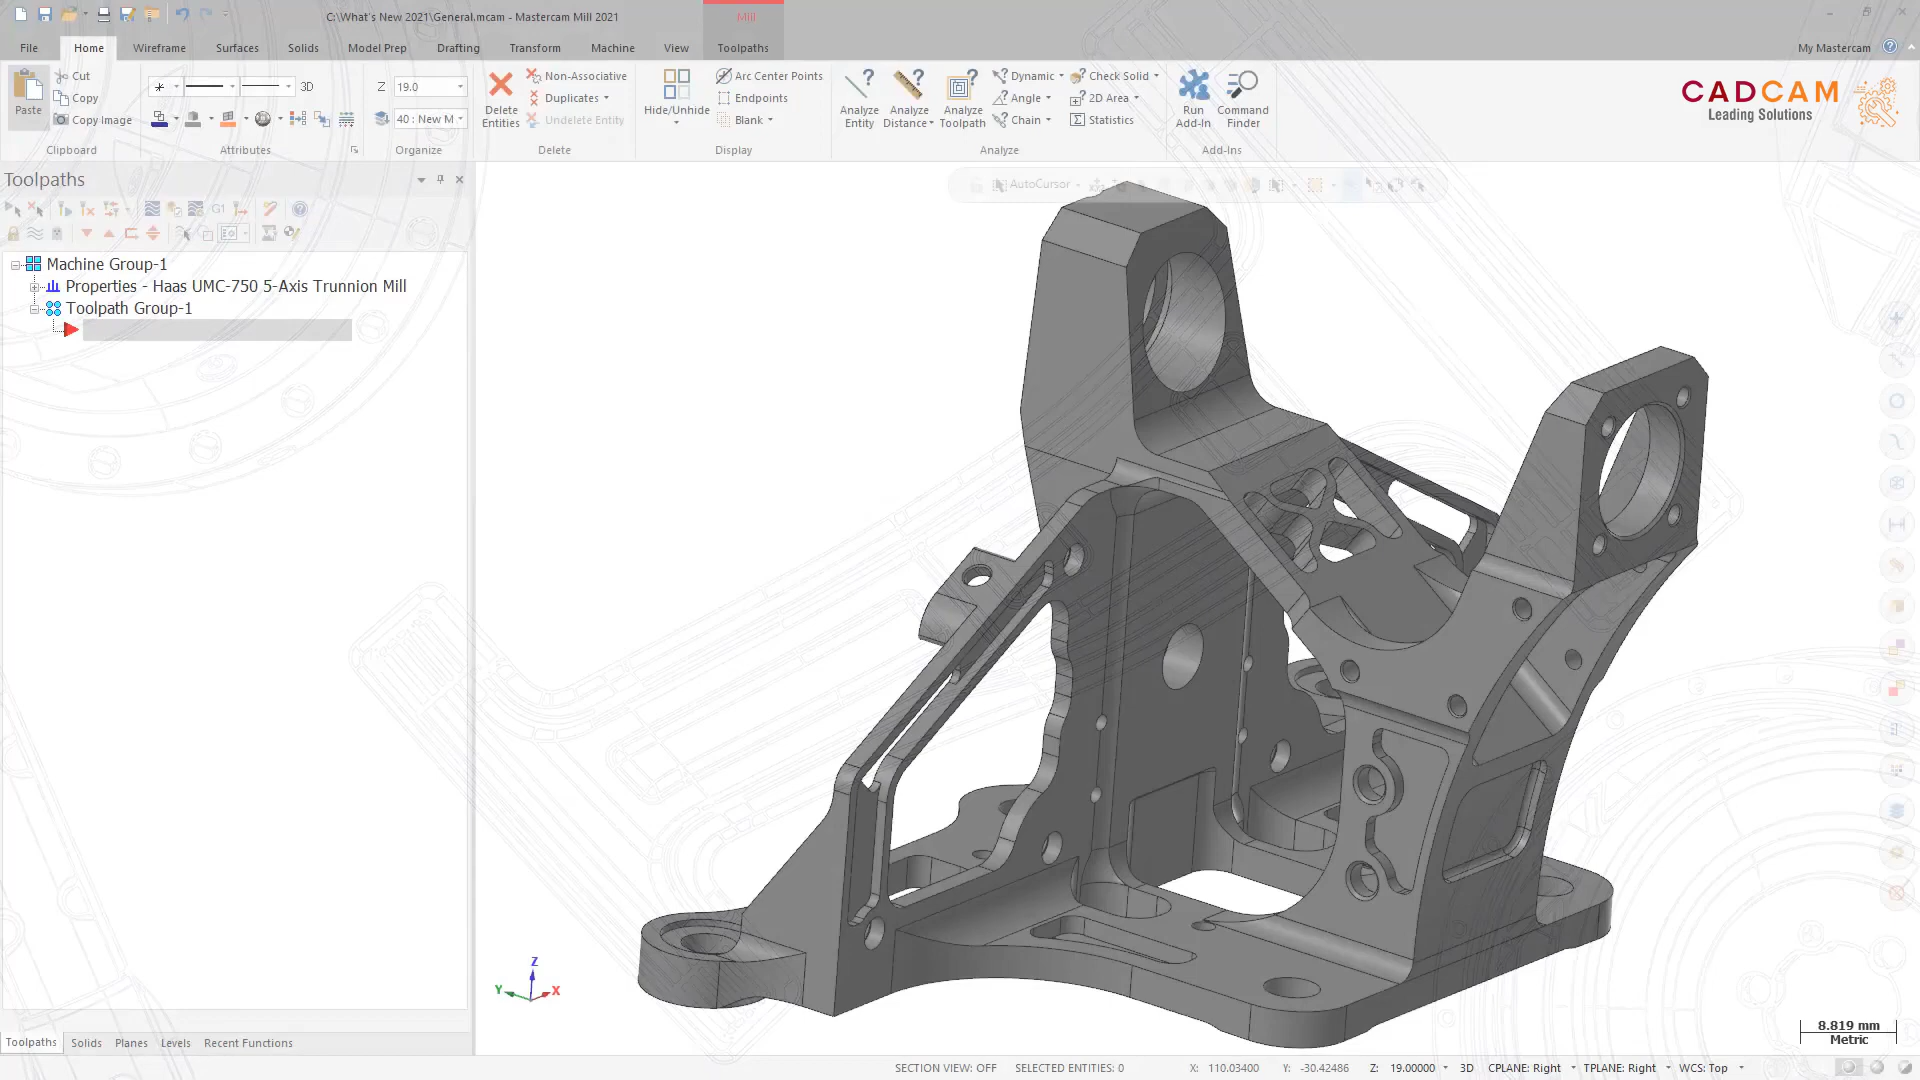 C:\What's New 2021\General.mcam - Mastercam Mill 2021
Mill
File Home Wireframe Surfaces Solids Model Prep Drafting Transform Machine View Toolpaths My Mastercam
Paste
Cut
Copy
Copy Image
Clipboard
3D
Attributes
Z 19.0
40 : New M
Organize
Delete Entities
Non-Associative
Duplicates
Undelete Entity
Delete
Hide/Unhide
Arc Center Points
Endpoints
Blank
Display
Analyze Entity
Analyze Distance
Analyze Toolpath
Dynamic
Angle
Chain
Check Solid
2D Area
Statistics
Analyze
Run Add-In
Command Finder
Add-Ins
CADCAM
Leading Solutions
Toolpaths
AutoCursor
G1
Machine Group-1
Properties - Haas UMC-750 5-Axis Trunnion Mill
Toolpath Group-1
Z
Y
X
8.819 mm
Metric
Toolpaths Solids Planes Levels Recent Functions
SECTION VIEW: OFF SELECTED ENTITIES: 0 X: 110.03400 Y: -30.42486 Z: 19.00000 3D CPLANE: Right TPLANE: Right WCS: Top